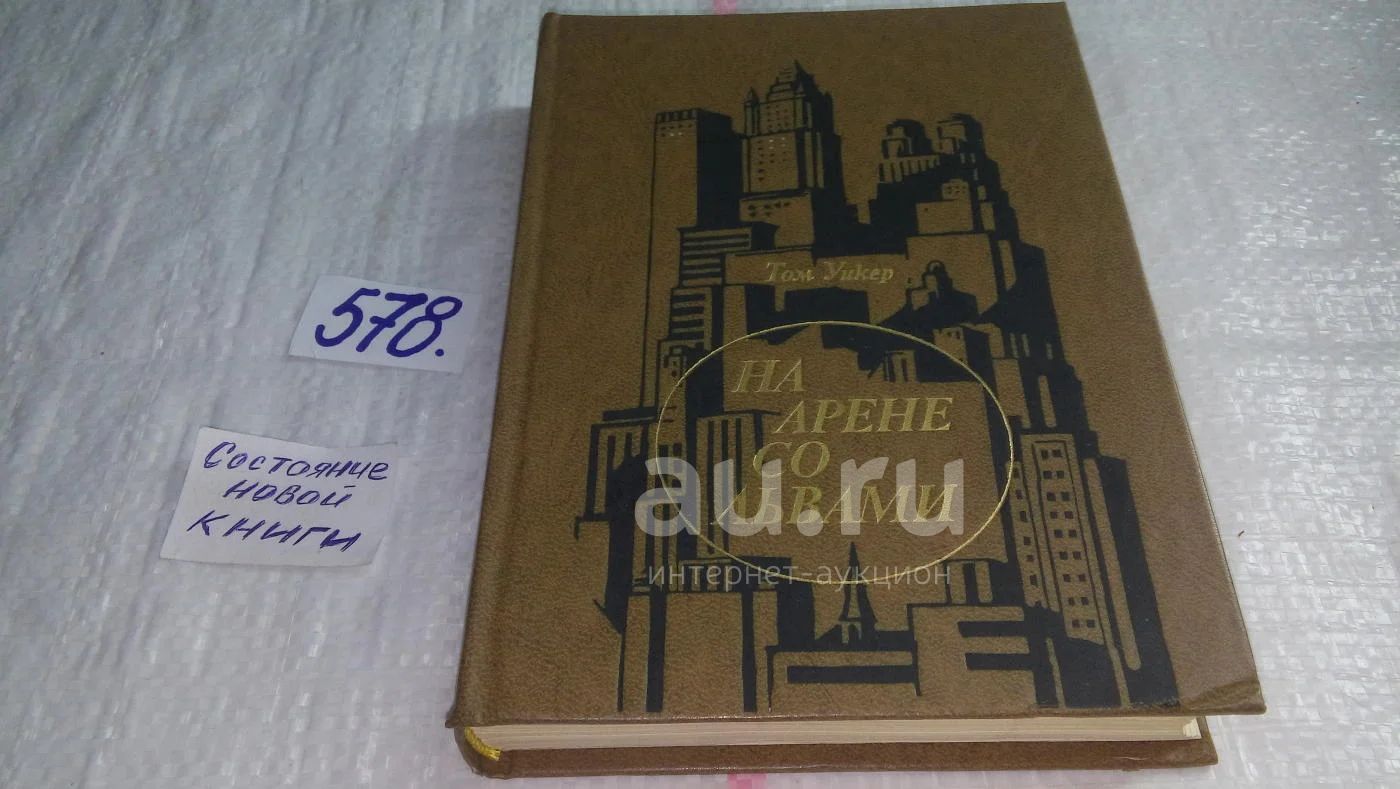 578.
Состояние
новой
книги
Том Уикер
НА
АРЕНЕ
СО
ЛЬВАМИ
au.ru
интернет-аукцион